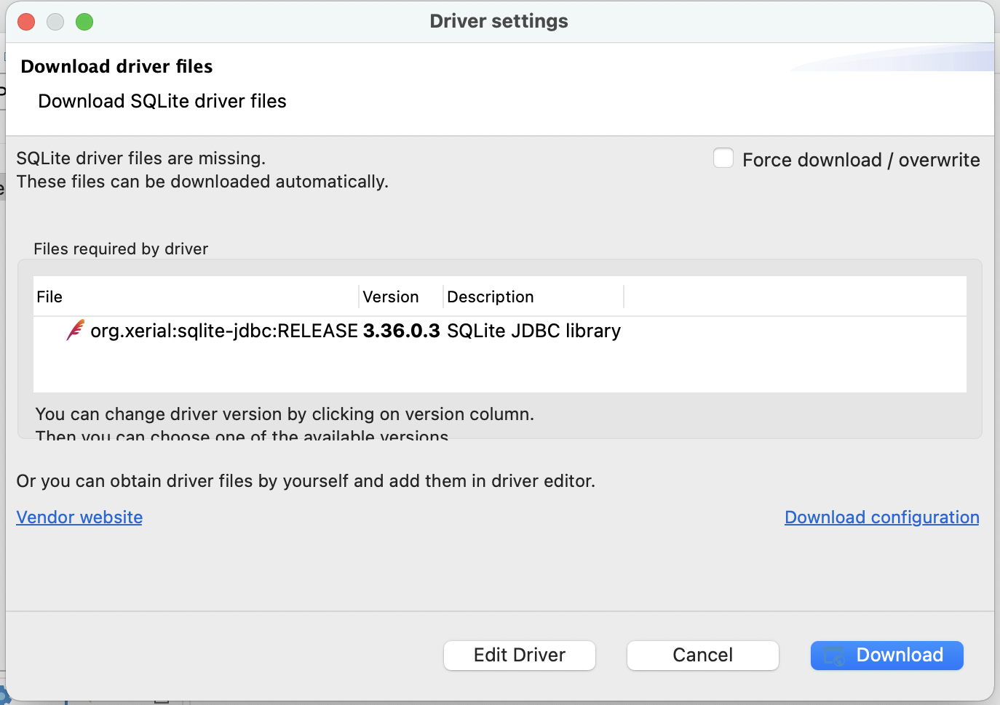 Driver settings
Download driver files
Download SQLite driver files
SQLite driver files are missing.
These files can be downloaded automatically.
Force download / overwrite
Files required by driver
File Version Description
org.xerial:sqlite-jdbc:RELEASE 3.36.0.3 SQLite JDBC library
You can change driver version by clicking on version column.
Then you can choose one of the available versions
Or you can obtain driver files by yourself and add them in driver editor.
Vendor website Download configuration
Edit Driver Cancel Download